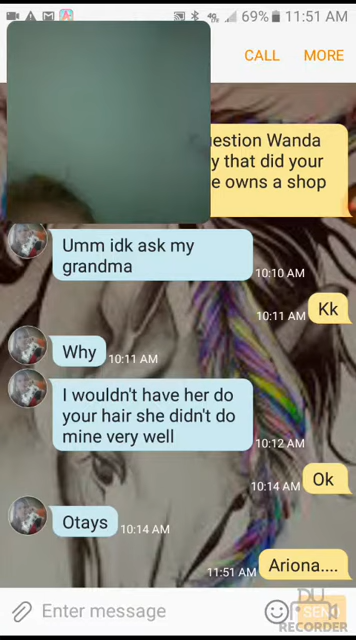 4G 69% 11:51 AM
CALL MORE
estion Wanda
y that did your
e owns a shop
Umm idk ask my
grandma
10:10 AM
Kk
10:11 AM
Why
10:11 AM
I wouldn't have her do
your hair she didn't do
mine very well
10:12 AM
Ok
10:14 AM
Otays
10:14 AM
Ariona....
11:51 AM
Enter message
SEND
DU
RECORDER